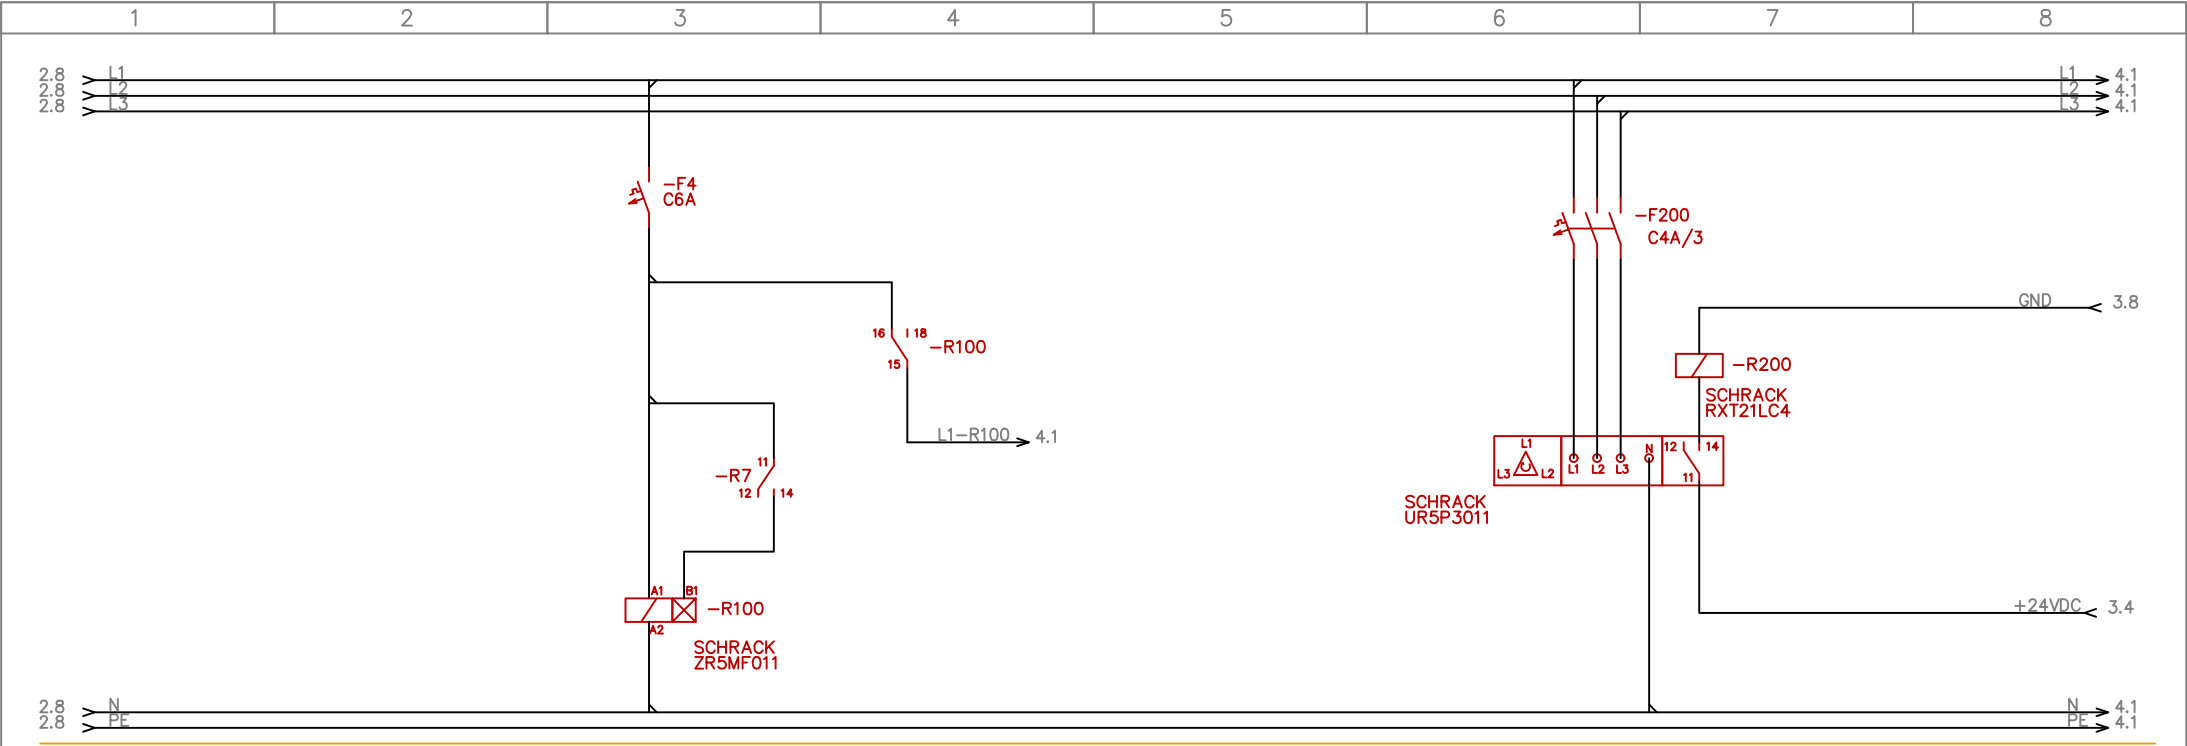 1 2 3 4 5 6 7 8
2.8 L1 L1 4.1
2.8 L2 L2 4.1
2.8 L3 L3 4.1
-F4
C6A
-F200
C4A/3
GND 3.8
16 18
-R100
15
-R200
SCHRACK
RXT21LC4
L1-R100 4.1
L1
L3 C L2
L1 L2 L3 N
12 14
11
11
-R7
12 14
SCHRACK
UR5P3011
A1 B1
-R100
A2
+24VDC 3.4
SCHRACK
ZR5MF011
2.8 N N 4.1
2.8 PE PE 4.1